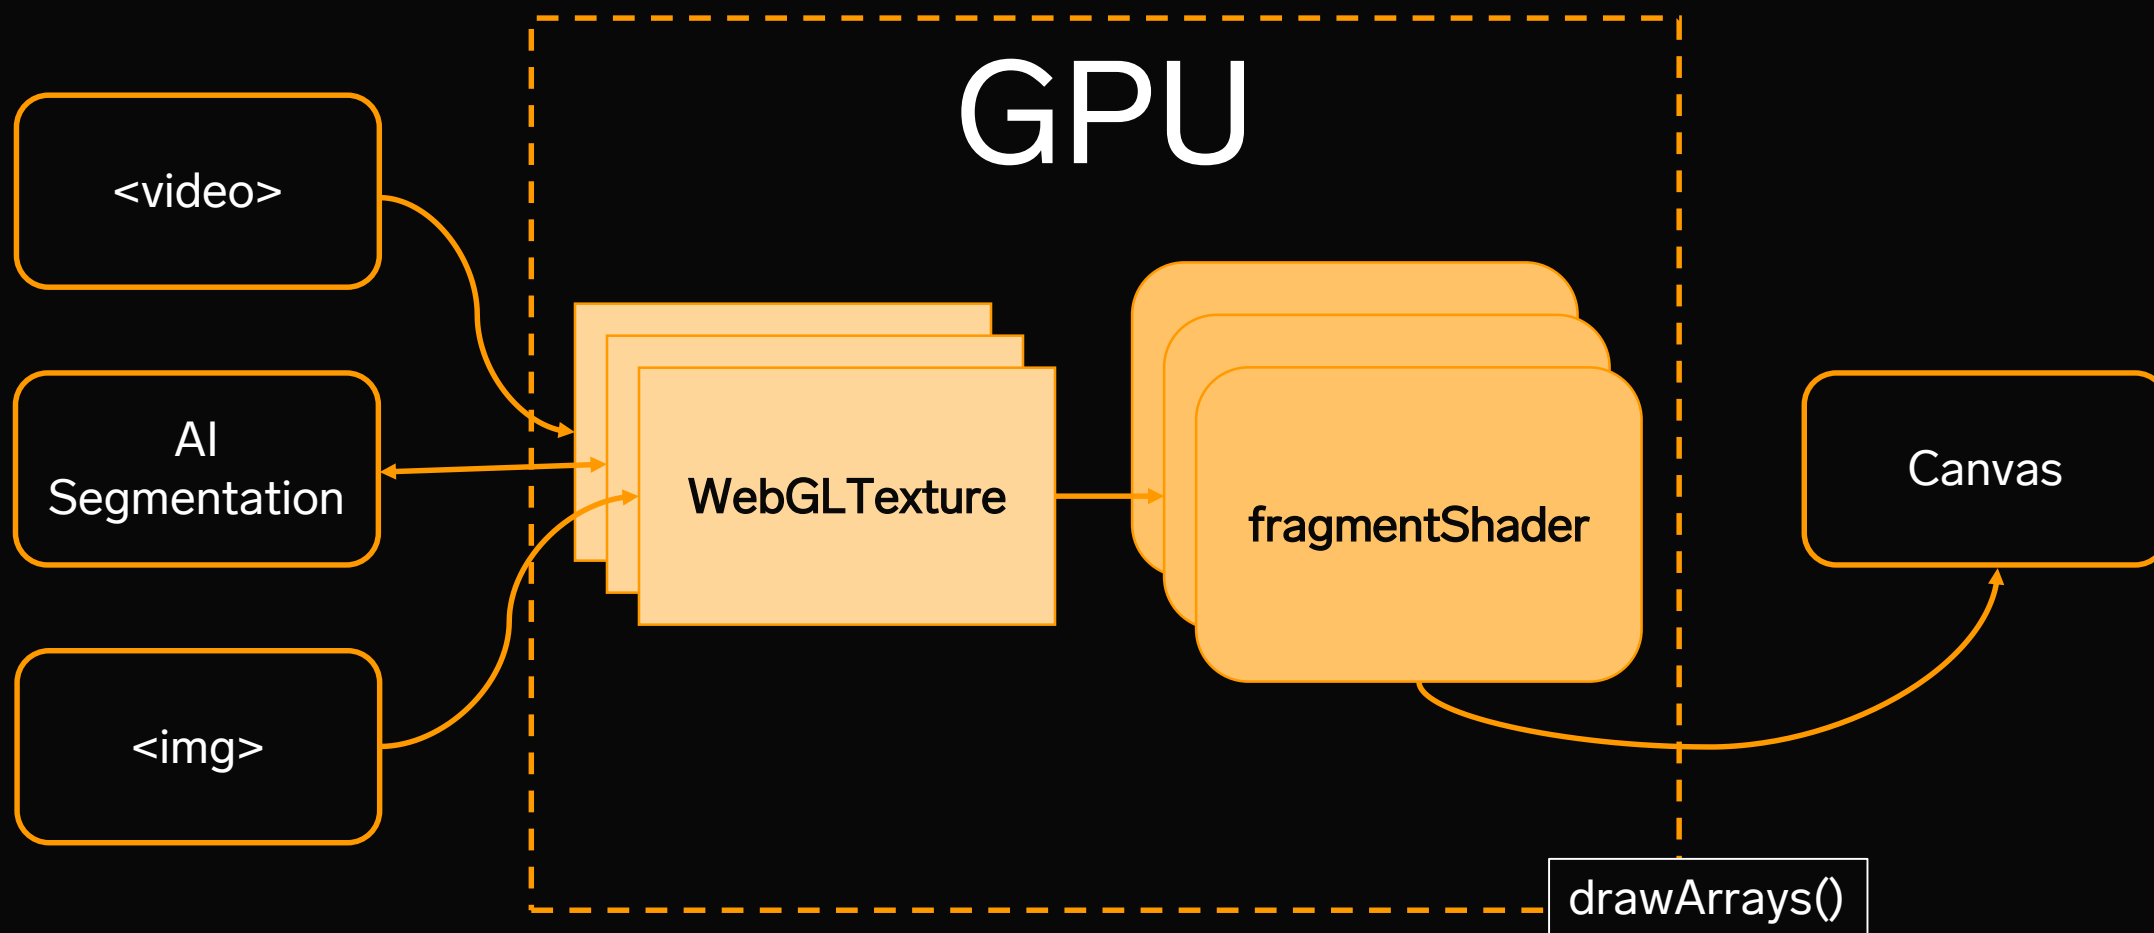 GPU
<video>
AI
Segmentation
<img>
WebGLTexture
fragmentShader
Canvas
drawArrays()